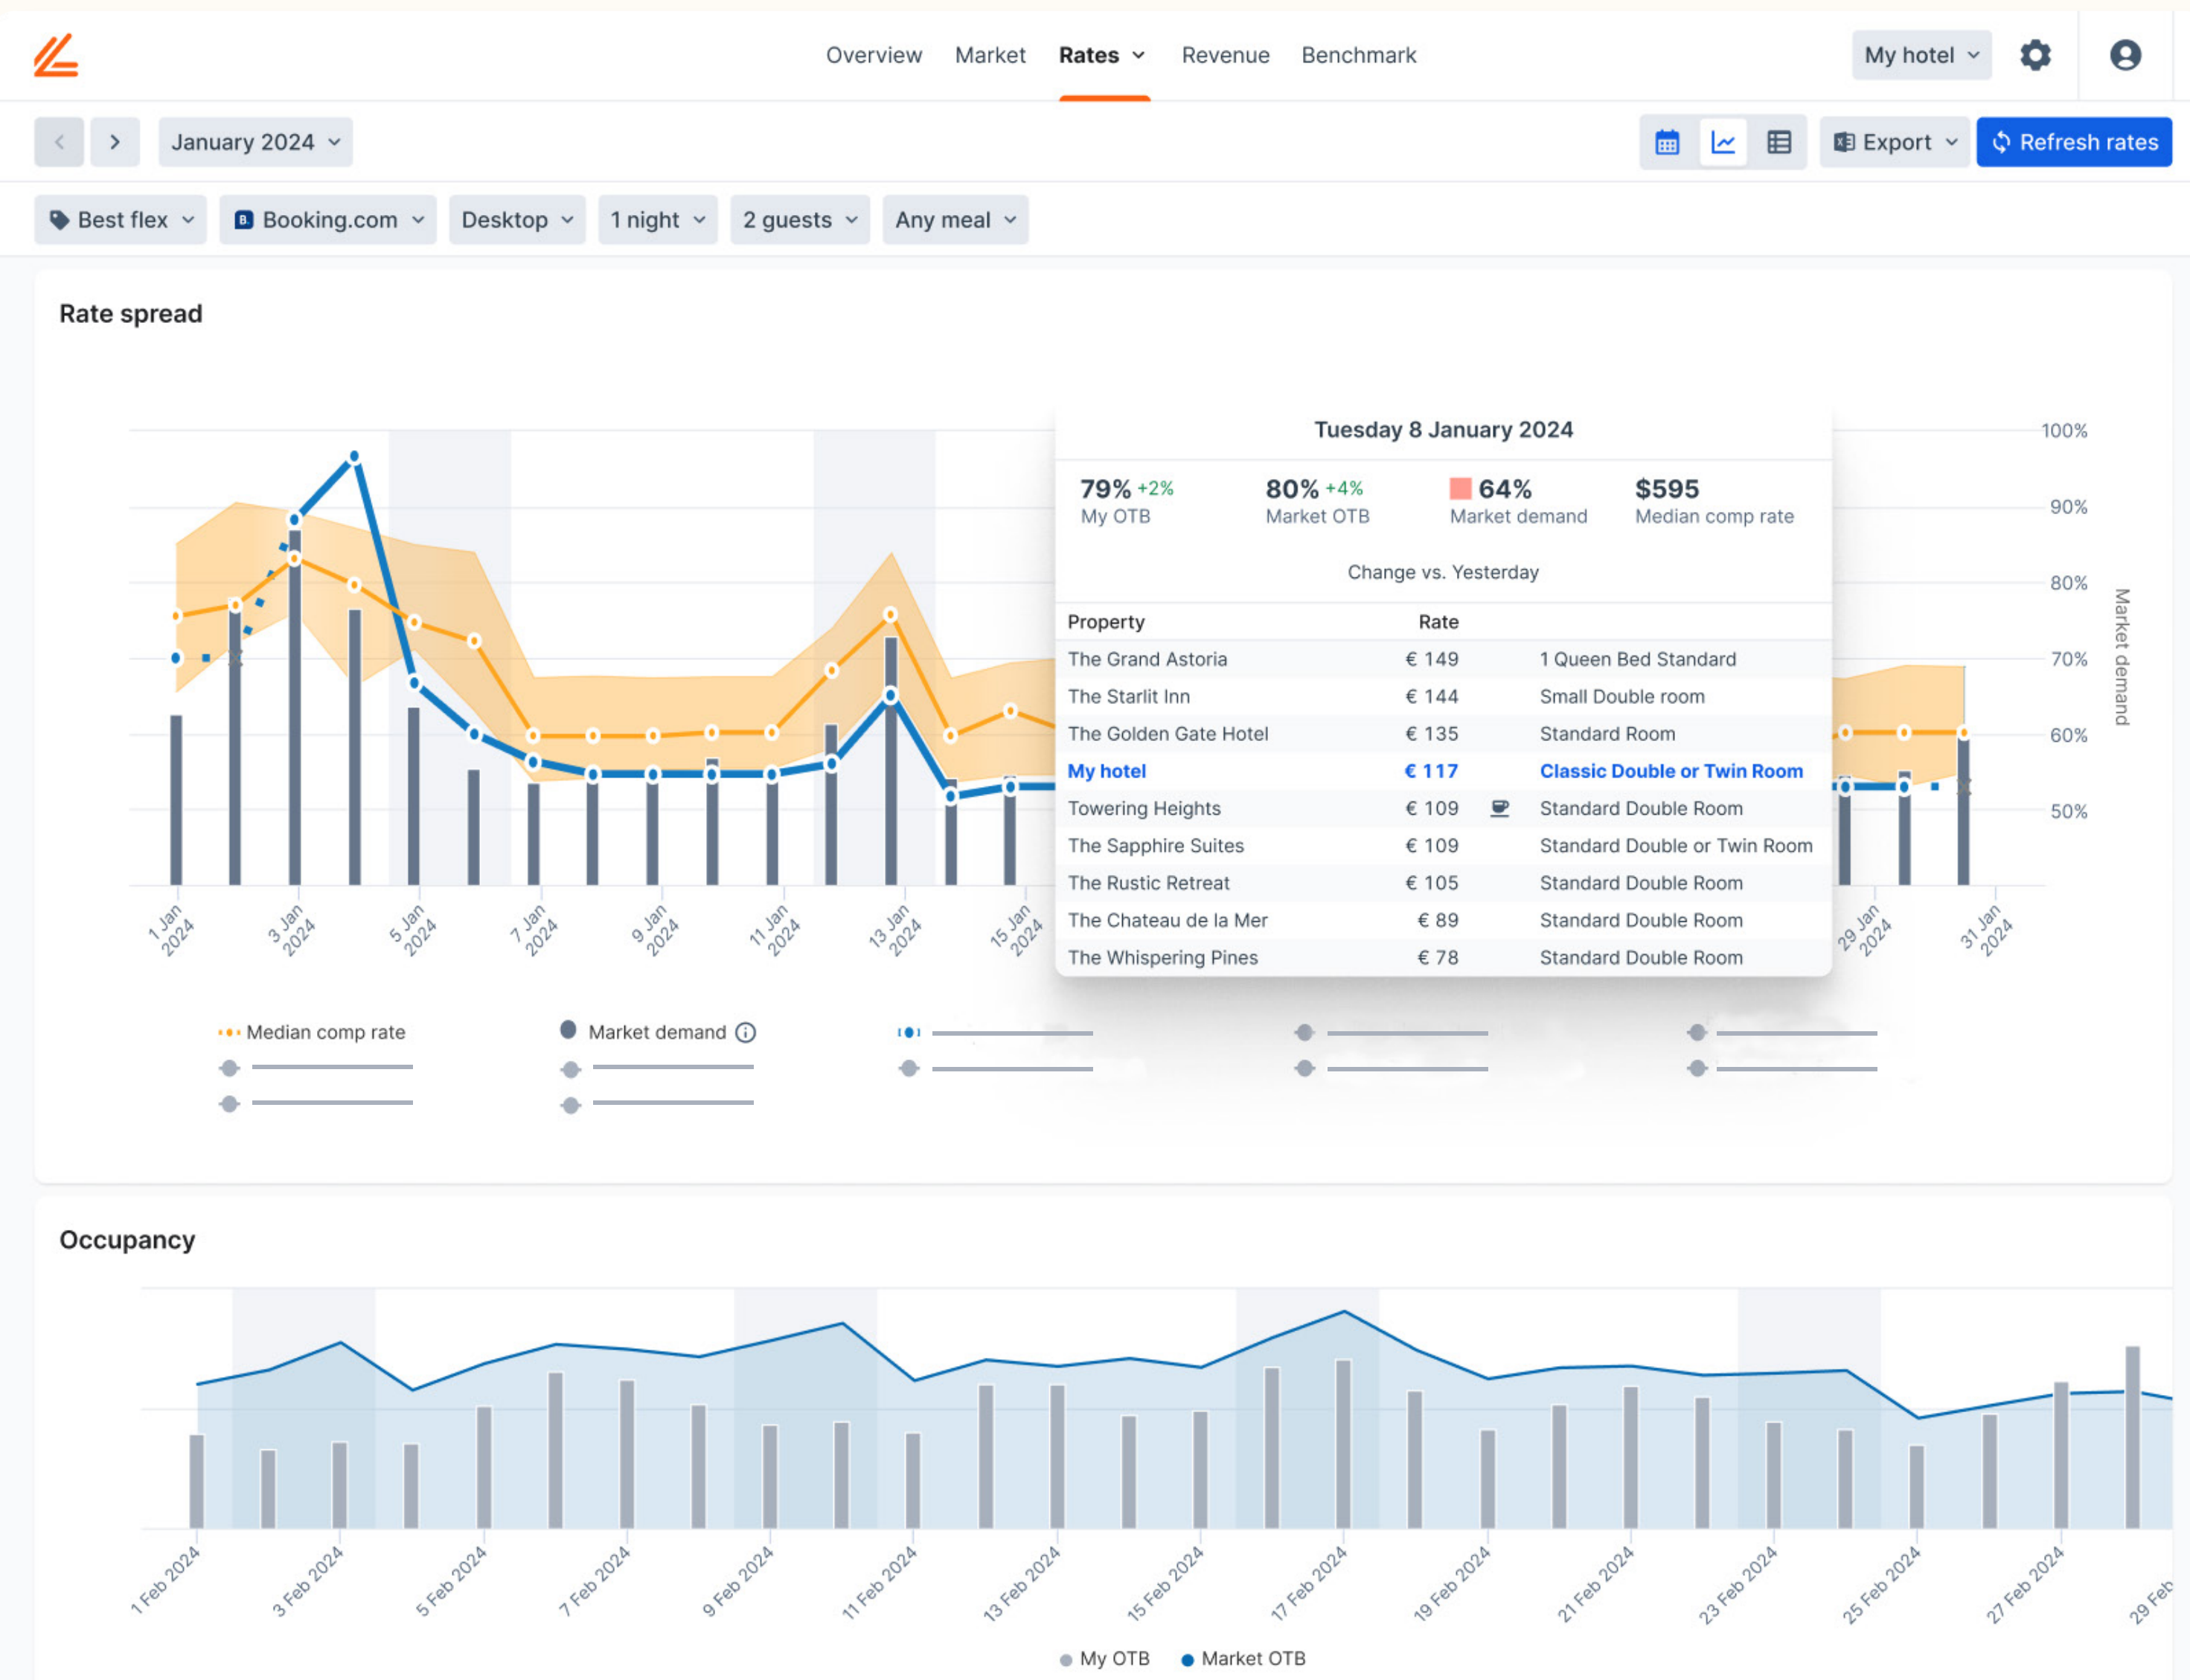 Overview Market Rates Revenue Benchmark My hotel
January 2024 Export Refresh rates
Best flex B. Booking.com Desktop 1 night 2 guests Any meal
Rate spread
Tuesday 8 January 2024
79% +2% 80% +4% 64% $595
My OTB Market OTB Market demand Median comp rate
Change vs. Yesterday
Property Rate
The Grand Astoria € 149 1 Queen Bed Standard
The Starlit Inn € 144 Small Double room
The Golden Gate Hotel € 135 Standard Room
My hotel € 117 Classic Double or Twin Room
Towering Heights € 109 Standard Double Room
The Sapphire Suites € 109 Standard Double or Twin Room
The Rustic Retreat € 105 Standard Double Room
The Chateau de la Mer € 89 Standard Double Room
The Whispering Pines € 78 Standard Double Room
100%
90%
80%
70%
60%
50%
Market demand
1 Jan 2024
3 Jan 2024
5 Jan 2024
7 Jan 2024
9 Jan 2024
11 Jan 2024
13 Jan 2024
15 Jan 2024
29 Jan 2024
31 Jan 2024
Median comp rate Market demand
Occupancy
1 Feb 2024
3 Feb 2024
5 Feb 2024
7 Feb 2024
9 Feb 2024
11 Feb 2024
13 Feb 2024
15 Feb 2024
17 Feb 2024
19 Feb 2024
21 Feb 2024
23 Feb 2024
25 Feb 2024
27 Feb 2024
29 Feb
My OTB Market OTB